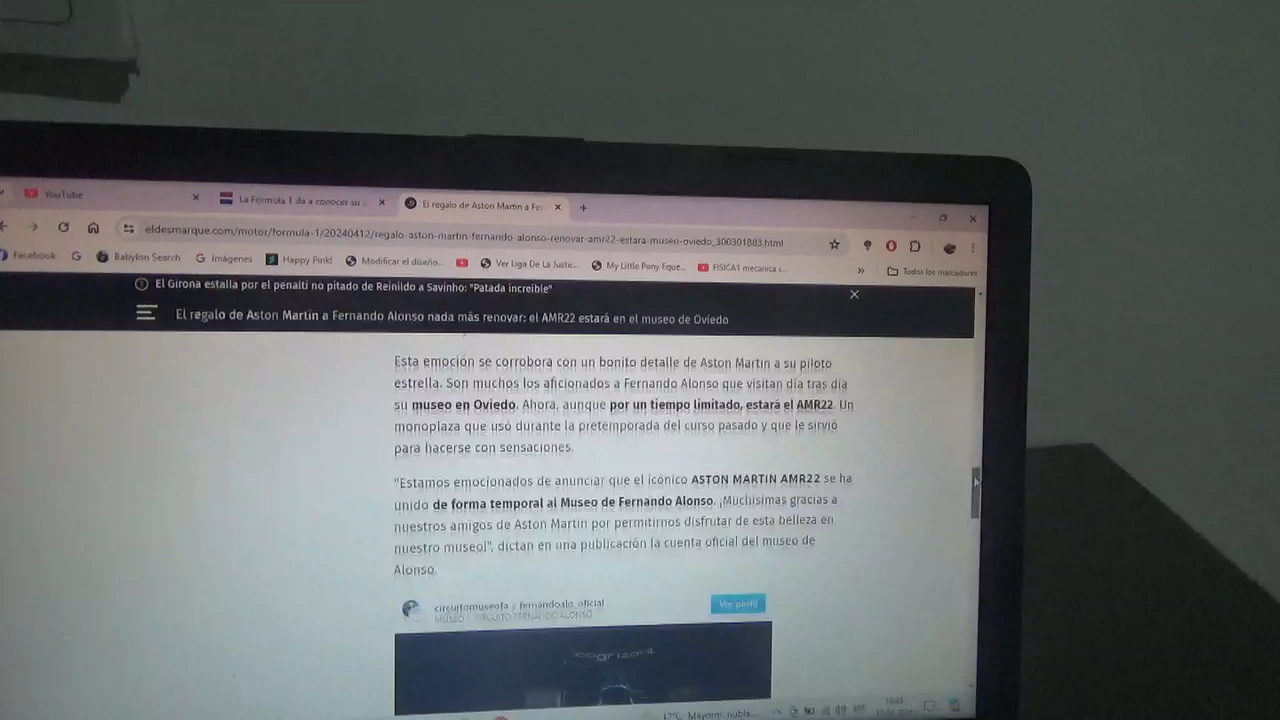 YouTube
La Formula 1 da a conocer su
El regalo de Aston Martin a Fe
eldesmarque.com/motor/formula-1/20240412/regalo-aston-martin-fernando-alonso-renovar-amr22-estara-museo-oviedo_300301883.html
Facebook
Babylon Search
Imágenes
Happy Pink!
Modificar el diseño...
Ver Liga De La Justic...
My Little Pony Eque...
FISICA1 mecanica c...
»
Todos los marcadores
El Girona estalla por el penalti no pitado de Reinildo a Savinho: "Patada increíble"
El regalo de Aston Martin a Fernando Alonso nada más renovar: el AMR22 estará en el museo de Oviedo
Esta emoción se corrobora con un bonito detalle de Aston Martin a su piloto
estrella. Son muchos los aficionados a Fernando Alonso que visitan día tras día
su museo en Oviedo. Ahora, aunque por un tiempo limitado, estará el AMR22. Un
monoplaza que usó durante la pretemporada del curso pasado y que le sirvió
para hacerse con sensaciones.
"Estamos emocionados de anunciar que el icónico ASTON MARTIN AMR22 se ha
unido de forma temporal al Museo de Fernando Alonso. ¡Muchísimas gracias a
nuestros amigos de Aston Martin por permitirnos disfrutar de esta belleza en
nuestro museo!", dictan en una publicación la cuenta oficial del museo de
Alonso.
circuitomuseofa y fernandoalo_oficial
Ver perfil
MUSEO Y CIRCUITO FERNANDO ALONSO
cognizant
17°C Mayorm. nubla...